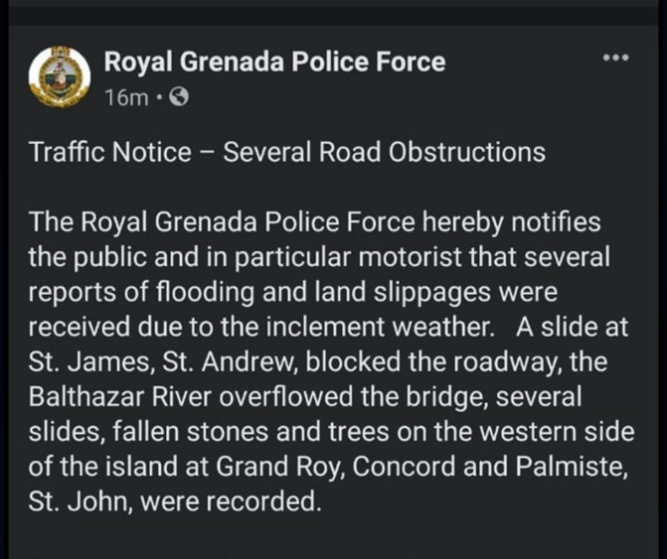 Royal Grenada Police Force
16m •
Traffic Notice – Several Road Obstructions
The Royal Grenada Police Force hereby notifies
the public and in particular motorist that several
reports of flooding and land slippages were
received due to the inclement weather.   A slide at
St. James, St. Andrew, blocked the roadway, the
Balthazar River overflowed the bridge, several
slides, fallen stones and trees on the western side
of the island at Grand Roy, Concord and Palmiste,
St. John, were recorded.